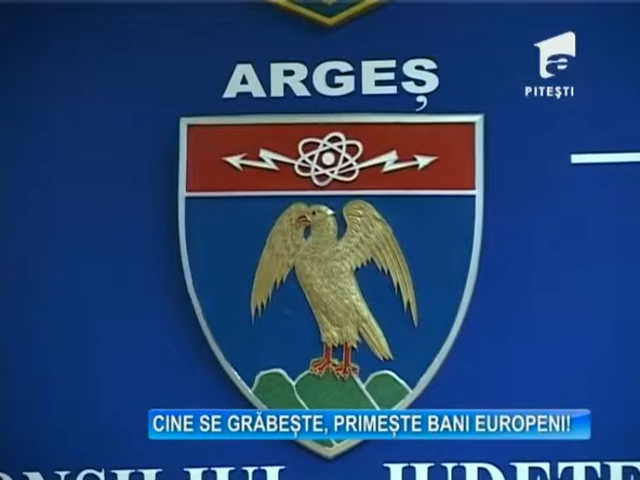 ARGEȘ
PITEȘTI
CINE SE GRĂBEȘTE, PRIMEȘTE BANI EUROPENI!